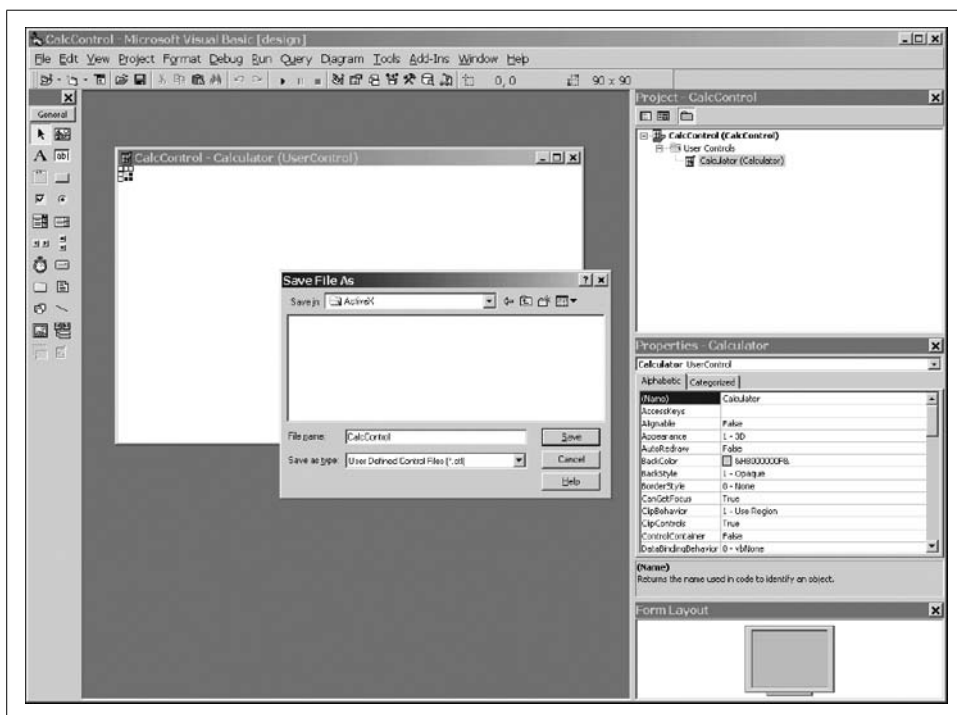 CalcControl - Microsoft Visual Basic [design]
File Edit View Project Format Debug Run Query Diagram Tools Add-Ins Window Help
0, 0 90 x 90
General
Project - CalcControl
CalcControl (CalcControl)
User Controls
Calculator (Calculator)
CalcControl - Calculator (UserControl)
Save File As
Save in: ActiveX
File name: CalcControl
Save
Save as type: User Defined Control Files (*.ctl)
Cancel
Help
Properties - Calculator
Calculator UserControl
Alphabetic Categorized
(Name) Calculator
AccessKeys
Alignable False
Appearance 1 - 3D
AutoRedraw False
BackColor &H8000000F&
BackStyle 1 - Opaque
BorderStyle 0 - None
CanGetFocus True
ClipBehavior 1 - Use Region
ClipControls True
ControlContainer False
DataBindingBehavior 0 - vbNone
(Name)
Returns the name used in code to identify an object.
Form Layout